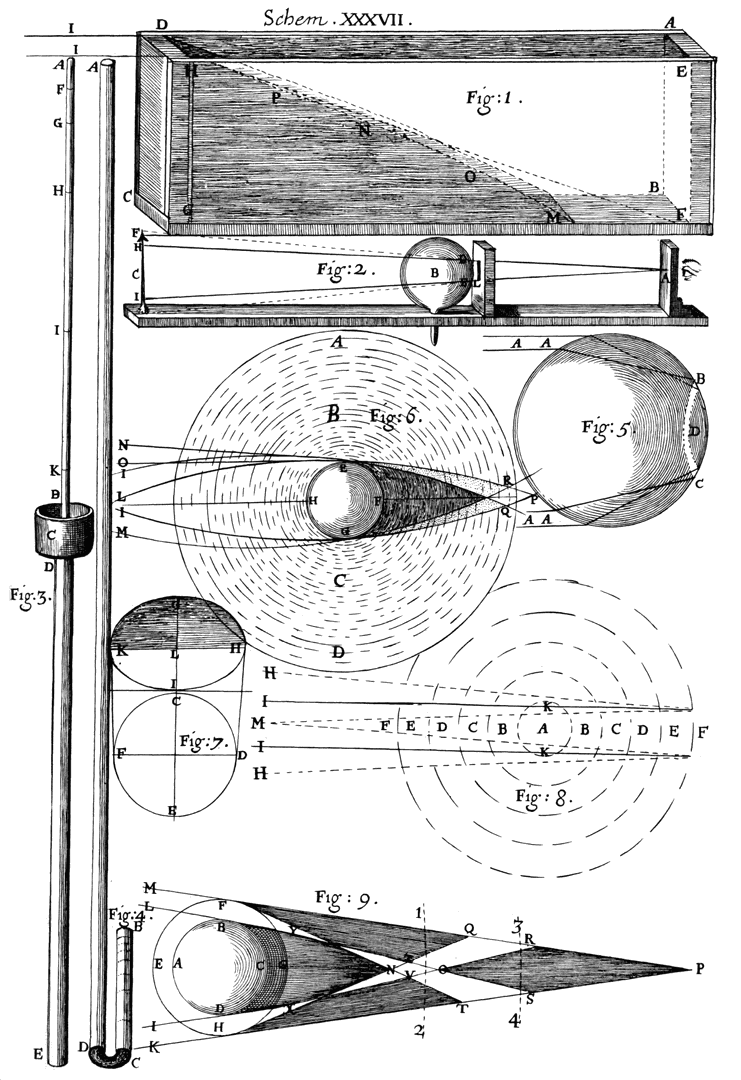 Schem. XXXVII.
I D A
I
A A H E
F
P Fig:1.
G
N
H O
B
C G M F
F
H
Fig:2. B E
C E L A
I
I
A A
A
B
B Fig:6. Fig:5. D
N
O
K I E R
B L H F P C
I G Q A A
C M
D
Fig.3. C
G
K L H D
I H
C I K
M F E D C B A B C D E F
F Fig:7. D I K
H
E Fig:8.
M
L F Fig:9. 1
Fig:4. Q 3
B B V R
E A C G N X O P
V
D Y S
I H T
2 4
E D C K